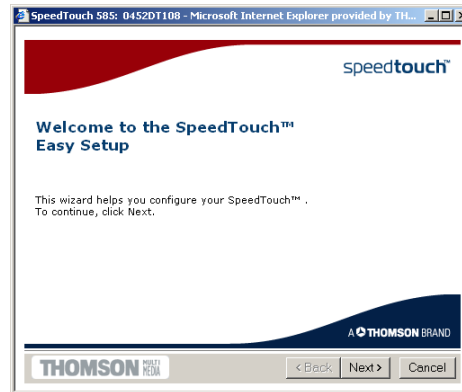 SpeedTouch 585: 0452DT108 - Microsoft Internet Explorer provided by TH...
speedtouch™
Welcome to the SpeedTouch™
Easy Setup
This wizard helps you configure your SpeedTouch™ .
To continue, click Next.
A THOMSON BRAND
THOMSON MULTI MEDIA
< Back Next > Cancel